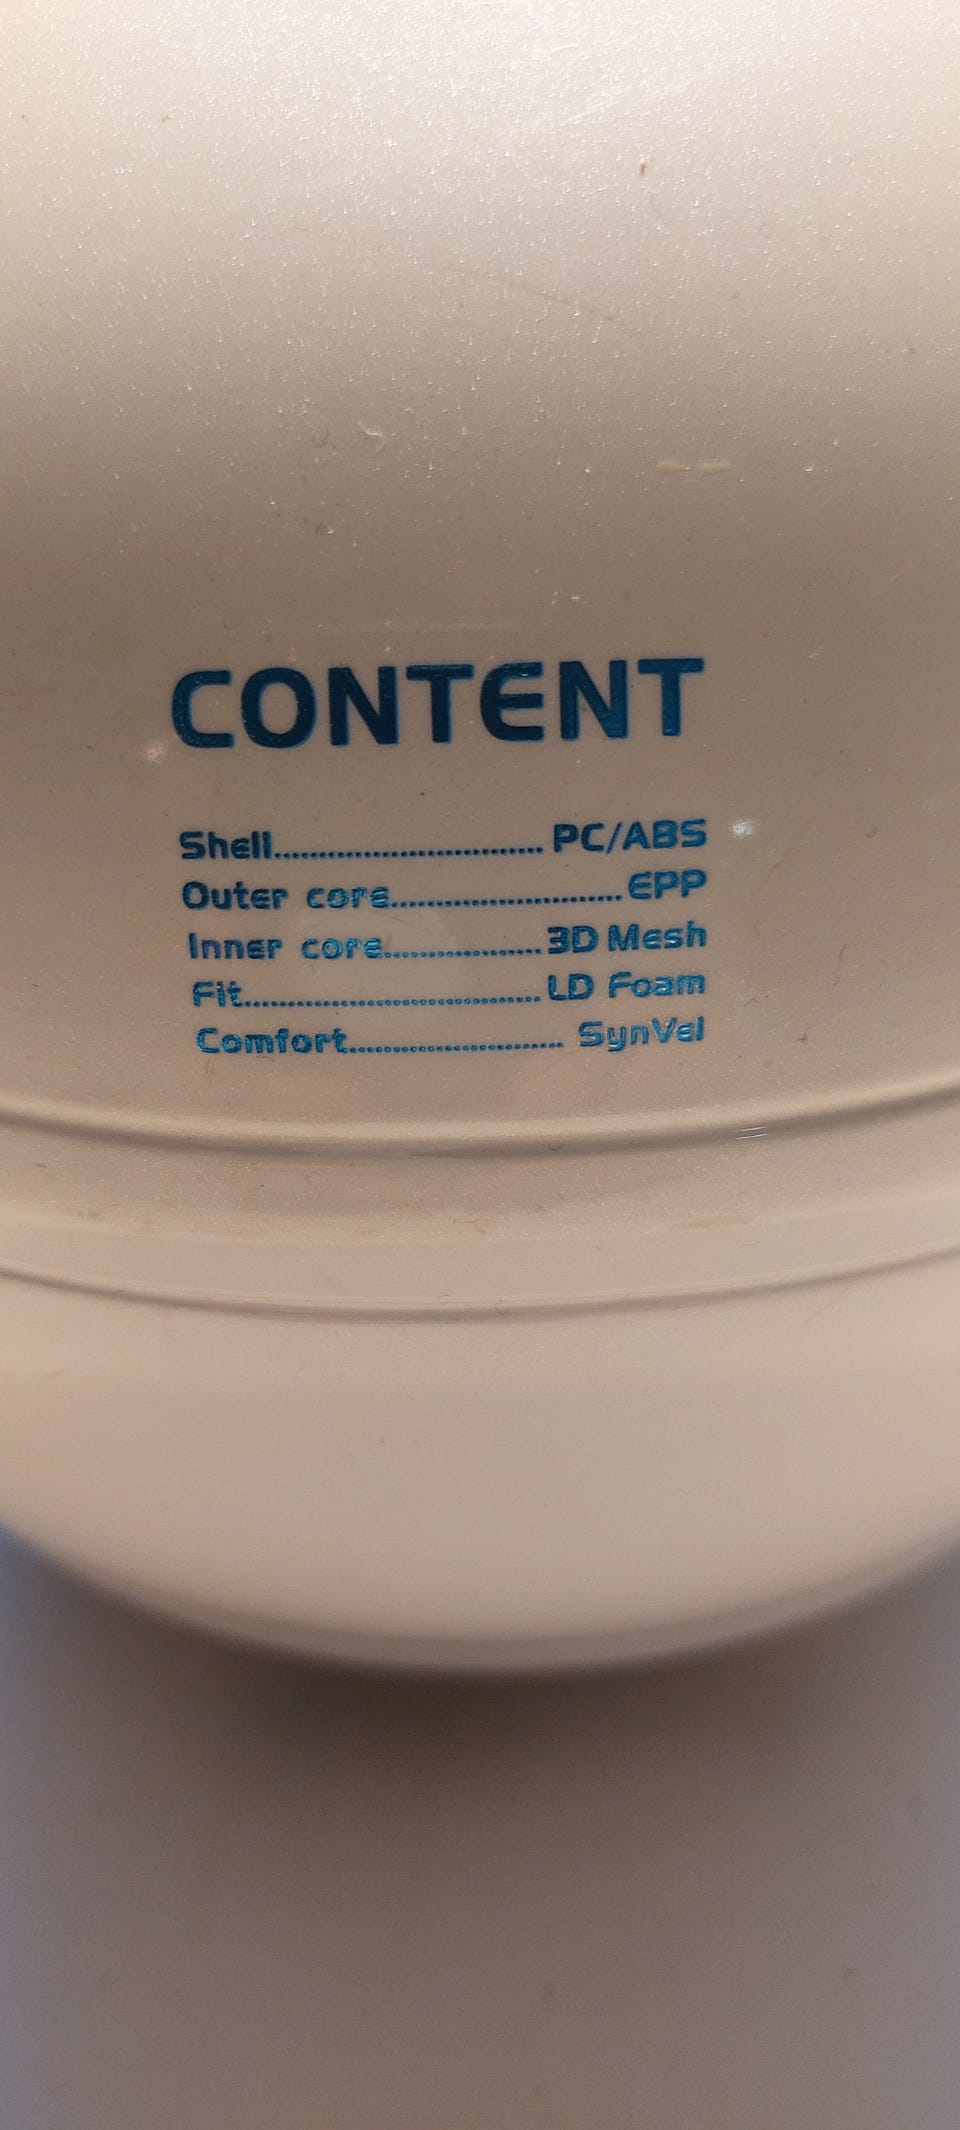 CONTENT
Shell.............................. PC/ABS
Outer core.......................... EPP
Inner core.................. 3D Mesh
Fit................................. LD Foam
Comfort........................ SynVel